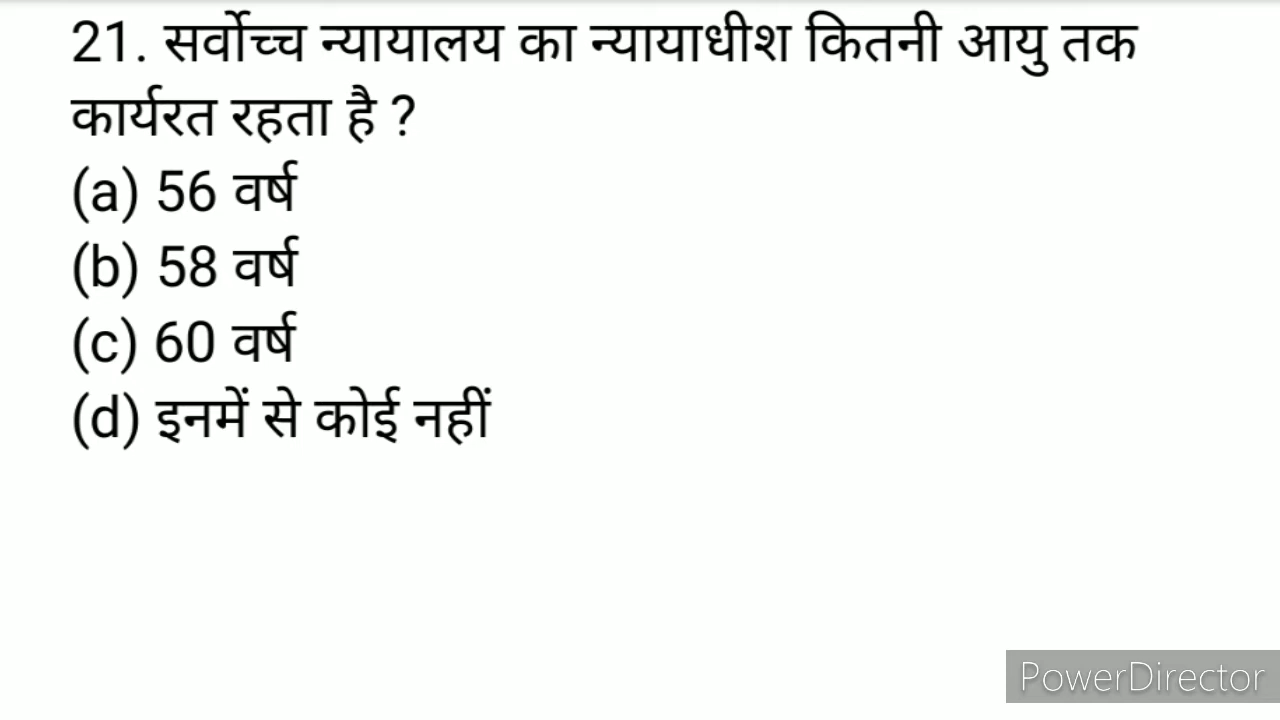 21. सर्वोच्च न्यायालय का न्यायाधीश कितनी आयु तक
कार्यरत रहता है ?
(a) 56 वर्ष
(b) 58 वर्ष
(c) 60 वर्ष
(d) इनमें से कोई नहीं
PowerDirector